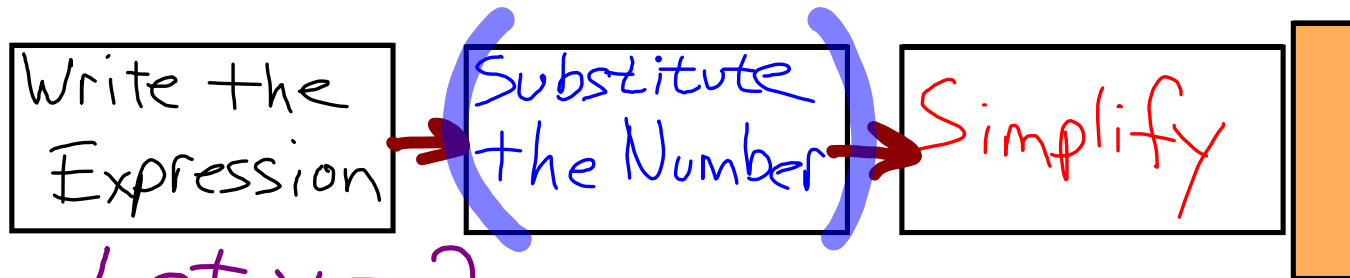 Write the
Expression
Substitute
the Number
Simplify